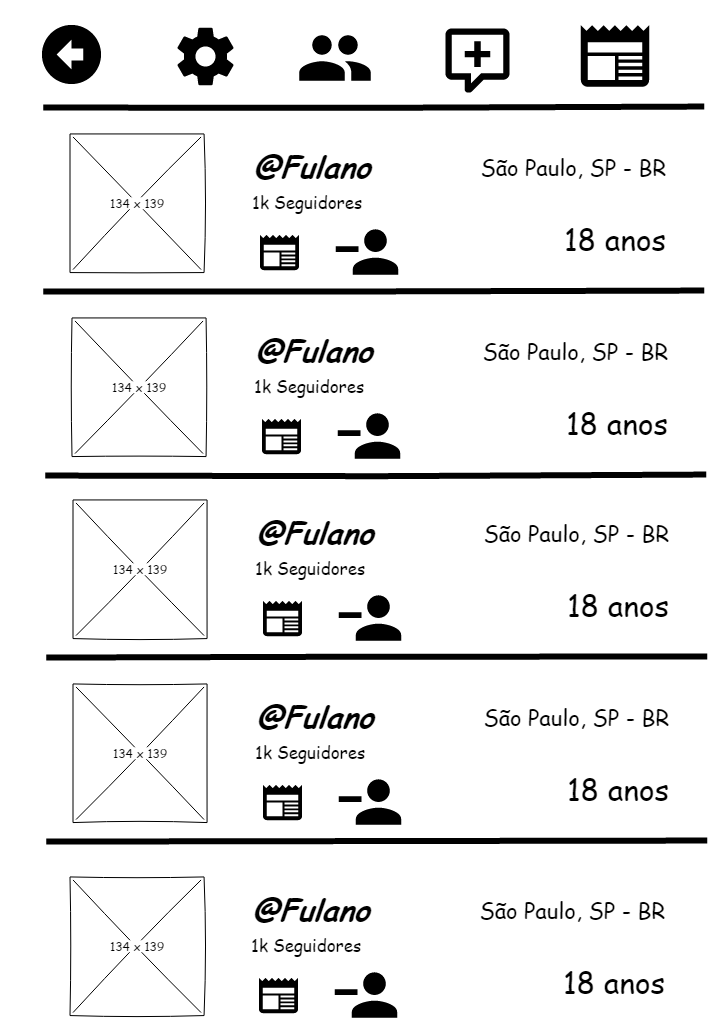 134 x 139
@Fulano
São Paulo, SP - BR
1k Seguidores
18 anos
134 x 139
@Fulano
São Paulo, SP - BR
1k Seguidores
18 anos
134 x 139
@Fulano
São Paulo, SP - BR
1k Seguidores
18 anos
134 x 139
@Fulano
São Paulo, SP - BR
1k Seguidores
18 anos
134 x 139
@Fulano
São Paulo, SP - BR
1k Seguidores
18 anos